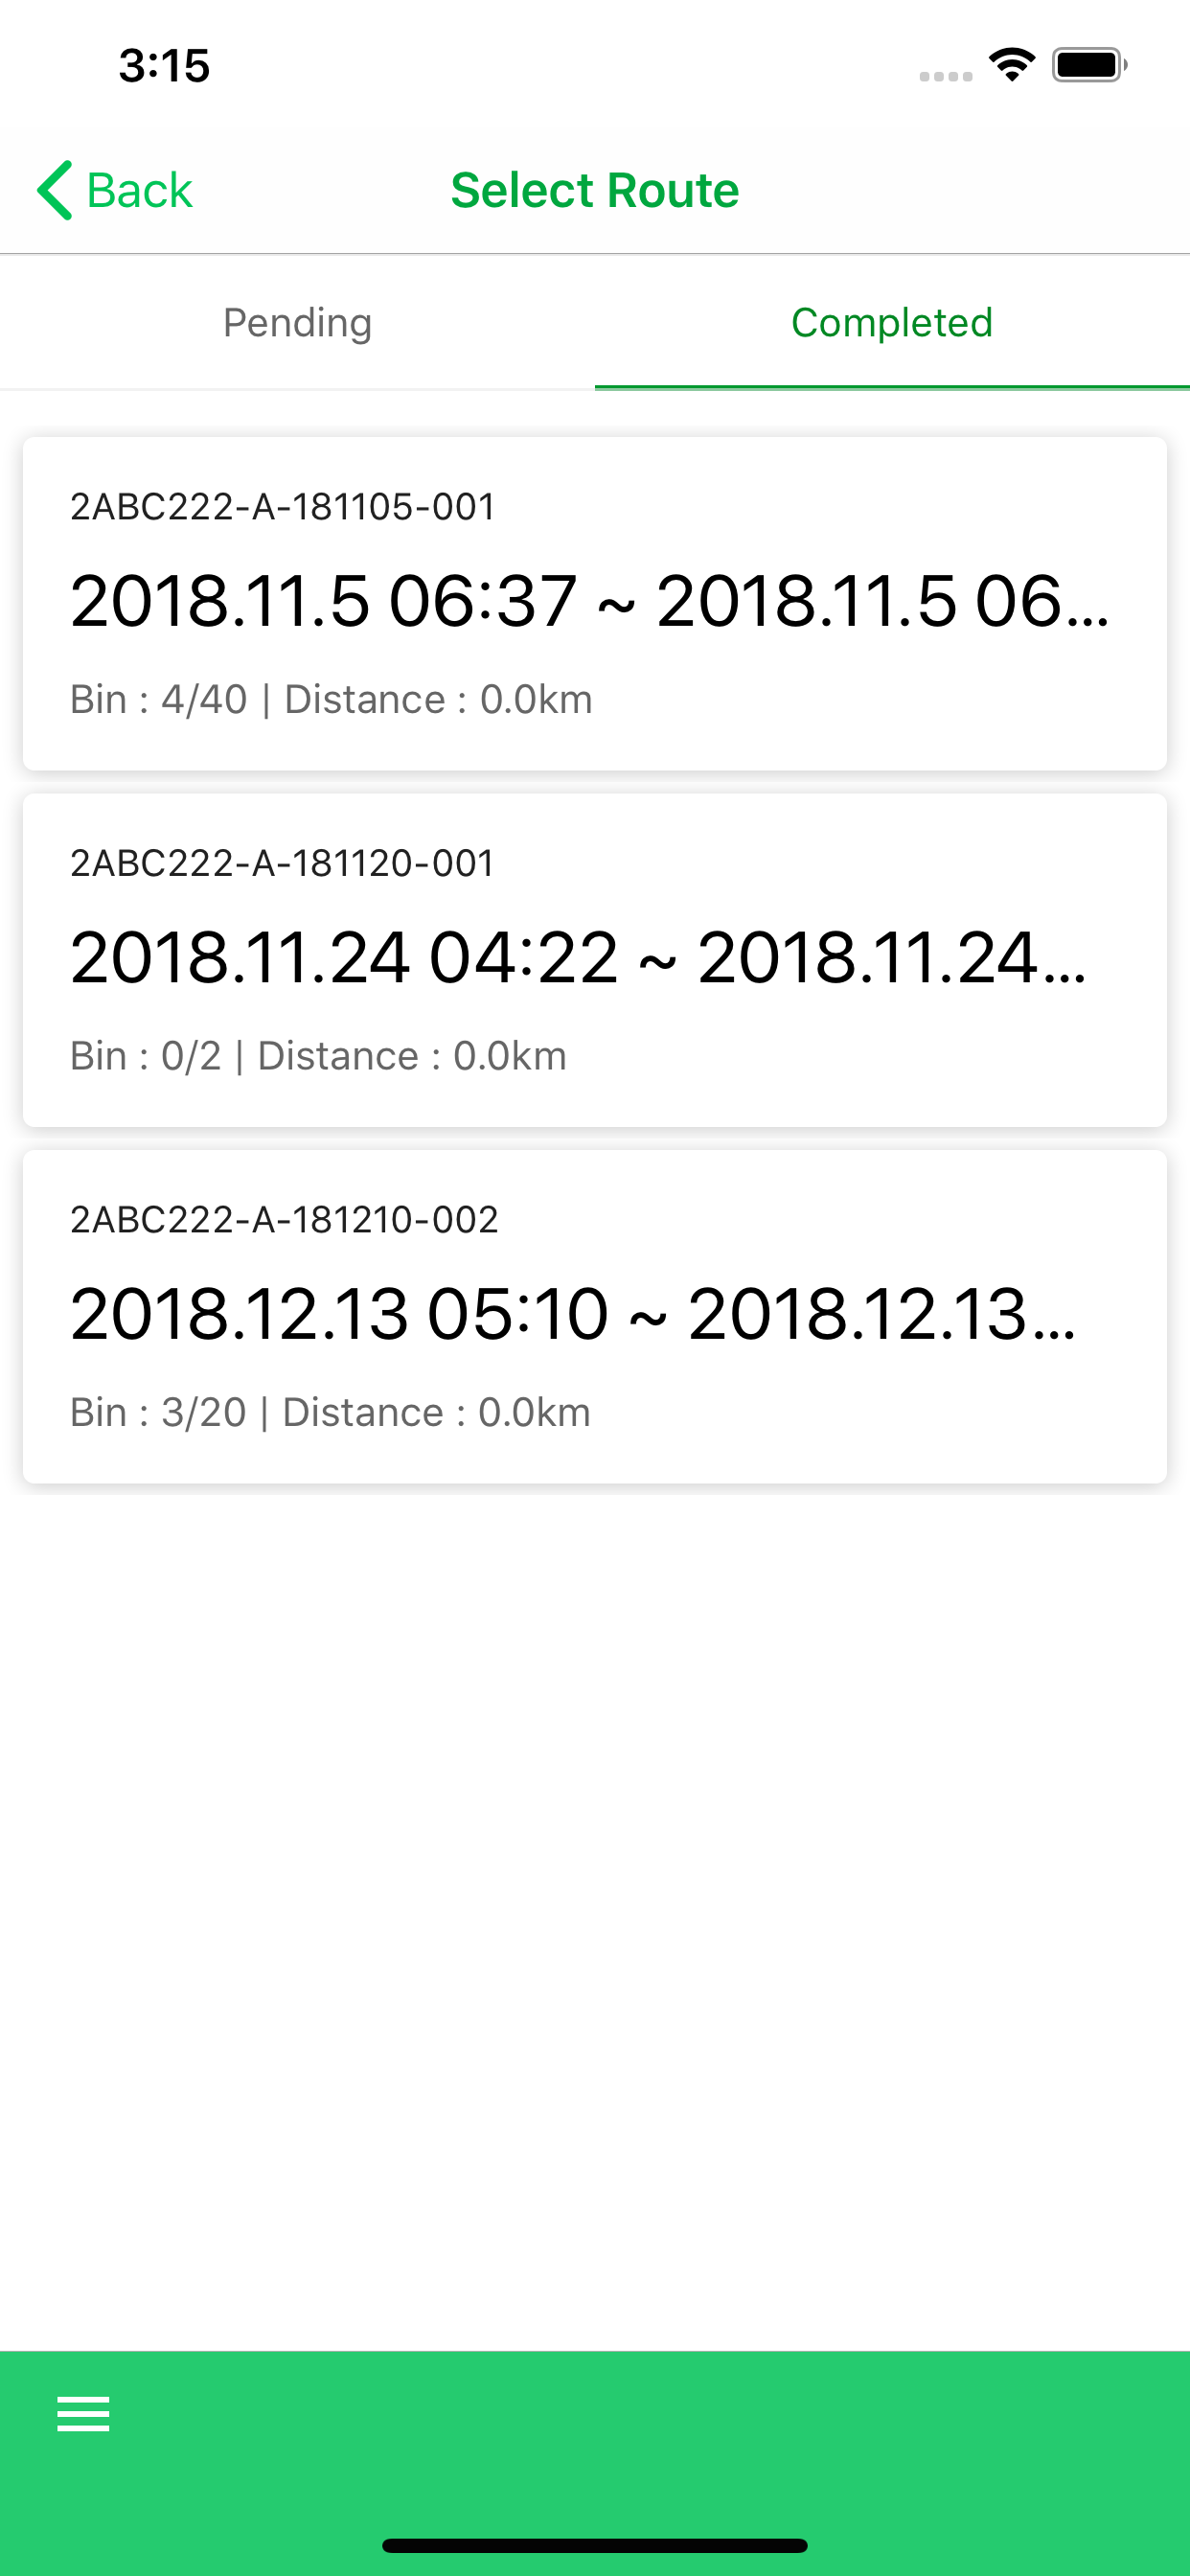 3:15
Back
Select Route
Pending
Completed
2ABC222-A-181105-001
2018.11.5 06:37 ~ 2018.11.5 06...
Bin : 4/40 | Distance : 0.0km
2ABC222-A-181120-001
2018.11.24 04:22 ~ 2018.11.24...
Bin : 0/2 | Distance : 0.0km
2ABC222-A-181210-002
2018.12.13 05:10 ~ 2018.12.13...
Bin : 3/20 | Distance : 0.0km